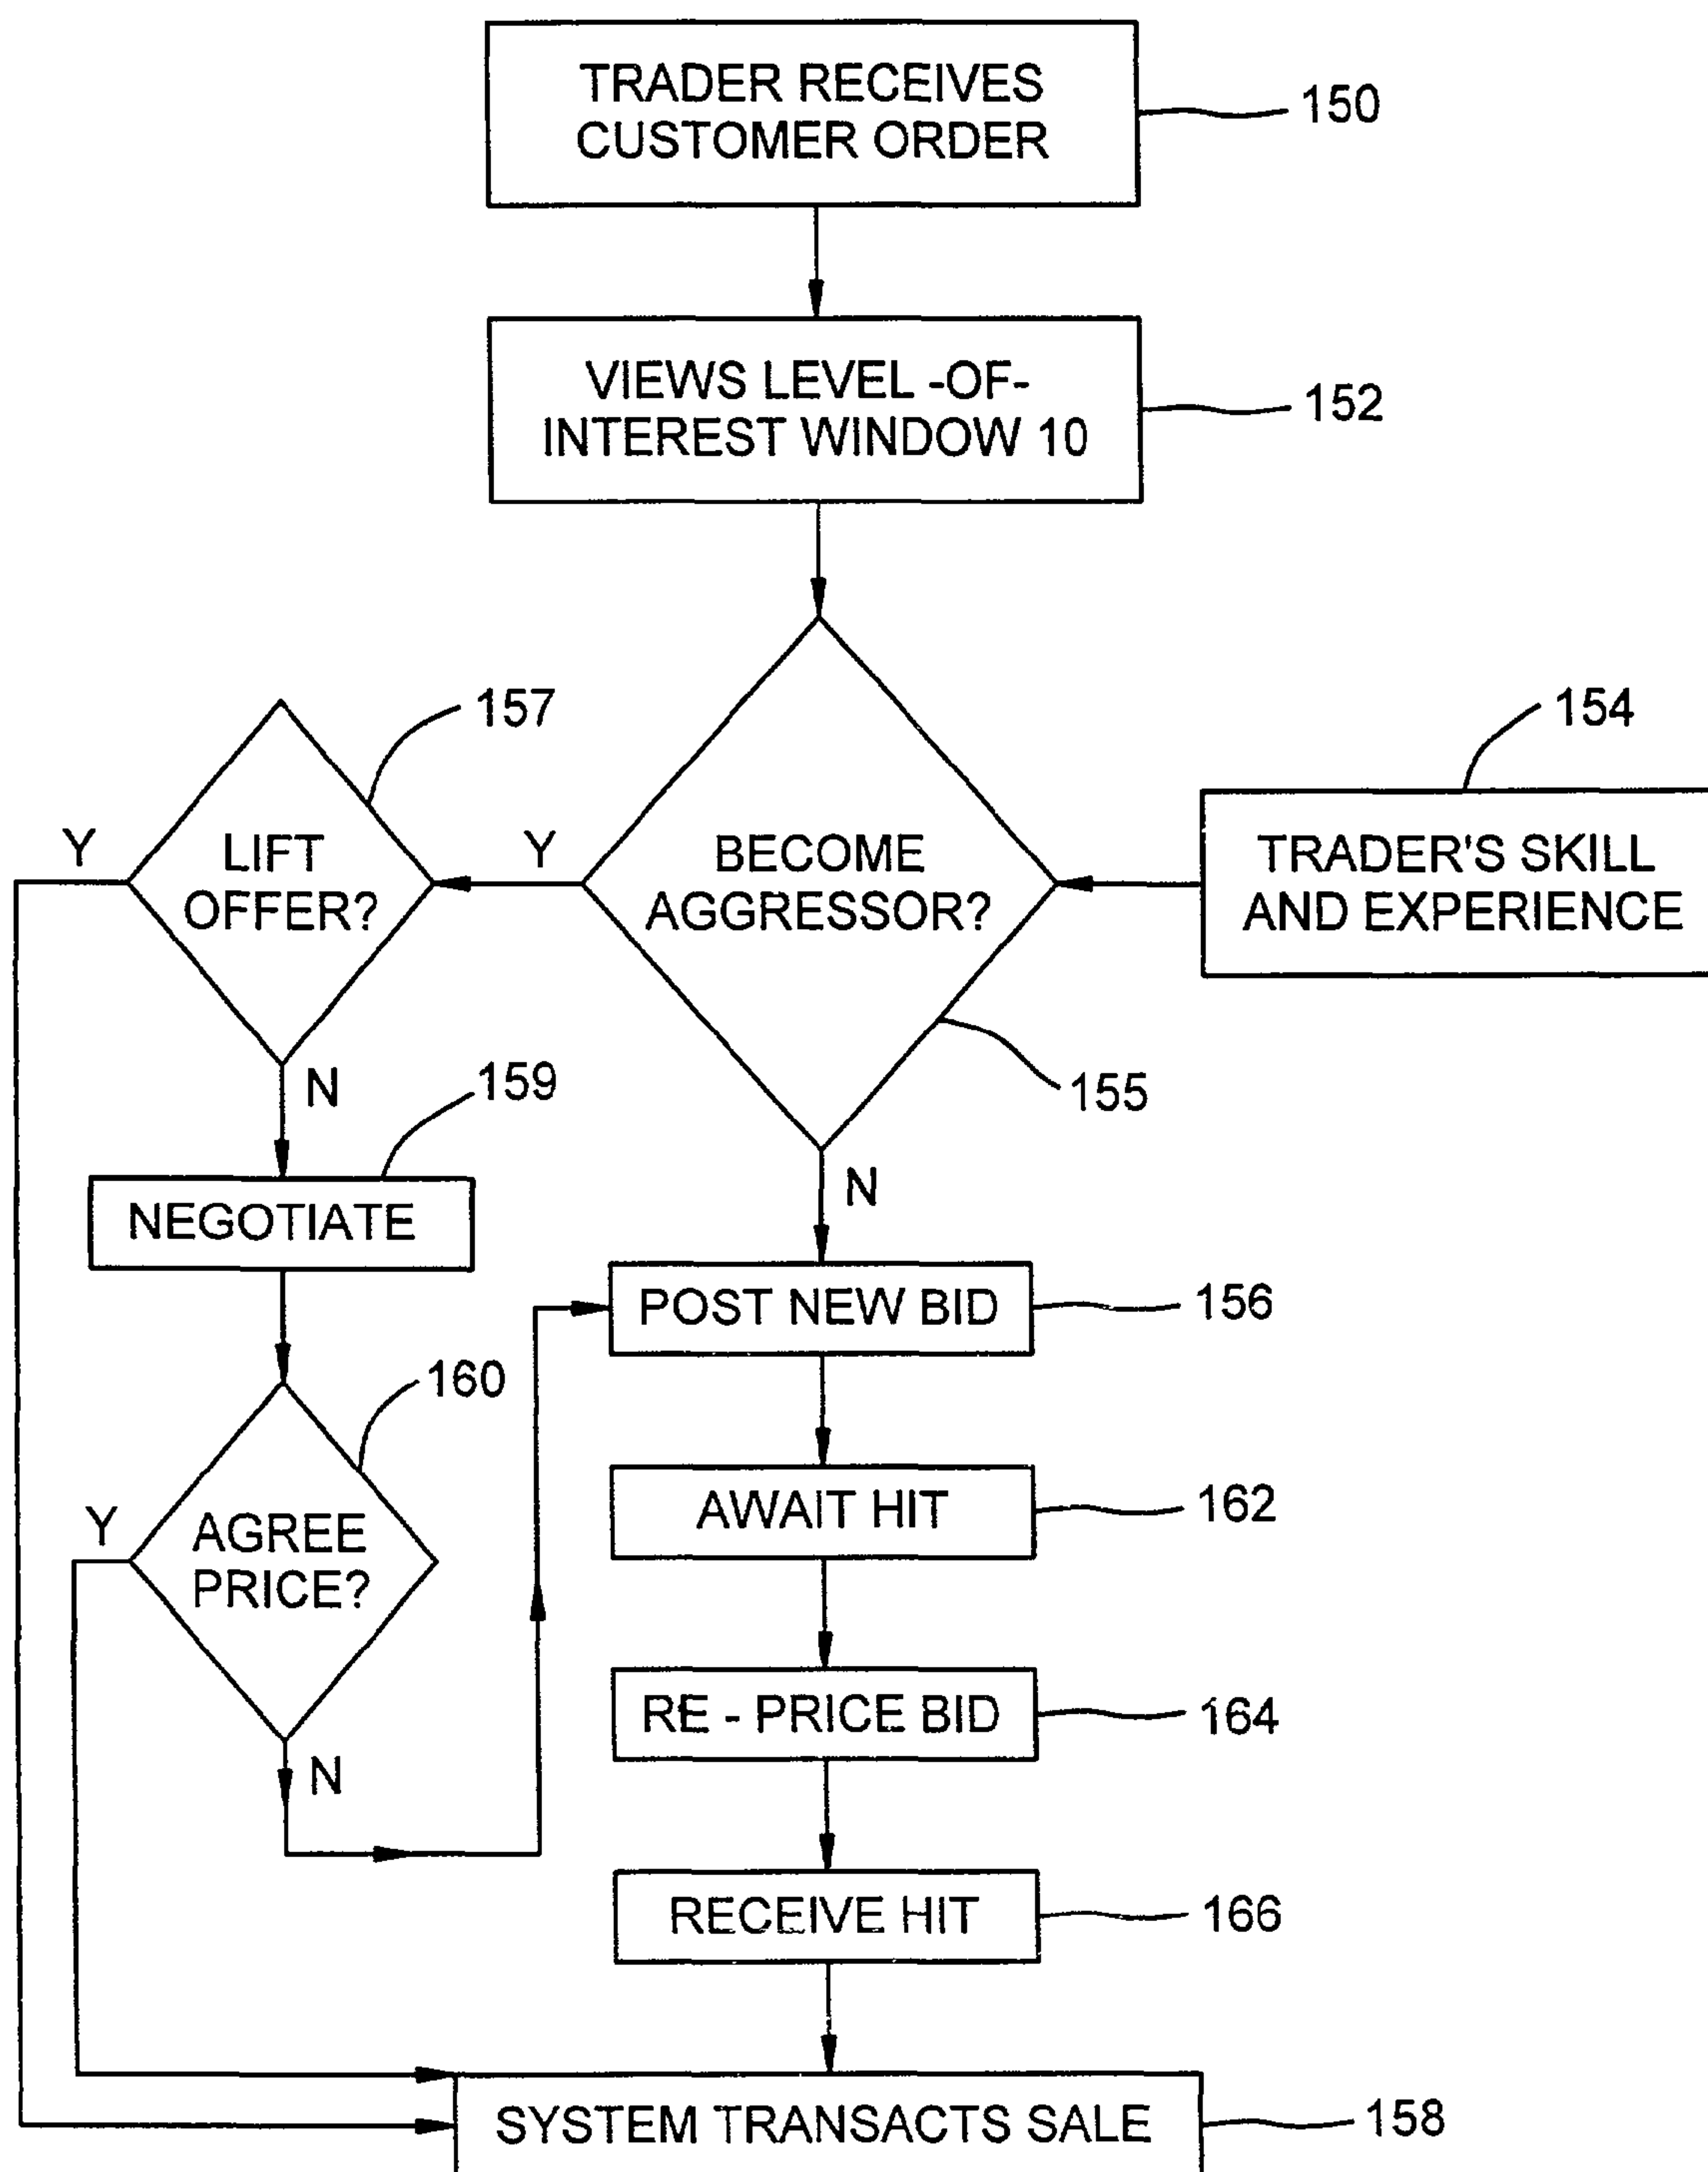 TRADER RECEIVES
CUSTOMER ORDER
150
VIEWS LEVEL -OF-
INTEREST WINDOW 10
152
157
154
Y
LIFT
OFFER?
Y
BECOME
AGGRESSOR?
TRADER'S SKILL
AND EXPERIENCE
N
159
155
NEGOTIATE
N
POST NEW BID
156
160
Y
AGREE
PRICE?
AWAIT HIT
162
RE - PRICE BID
164
N
RECEIVE HIT
166
SYSTEM TRANSACTS SALE
158